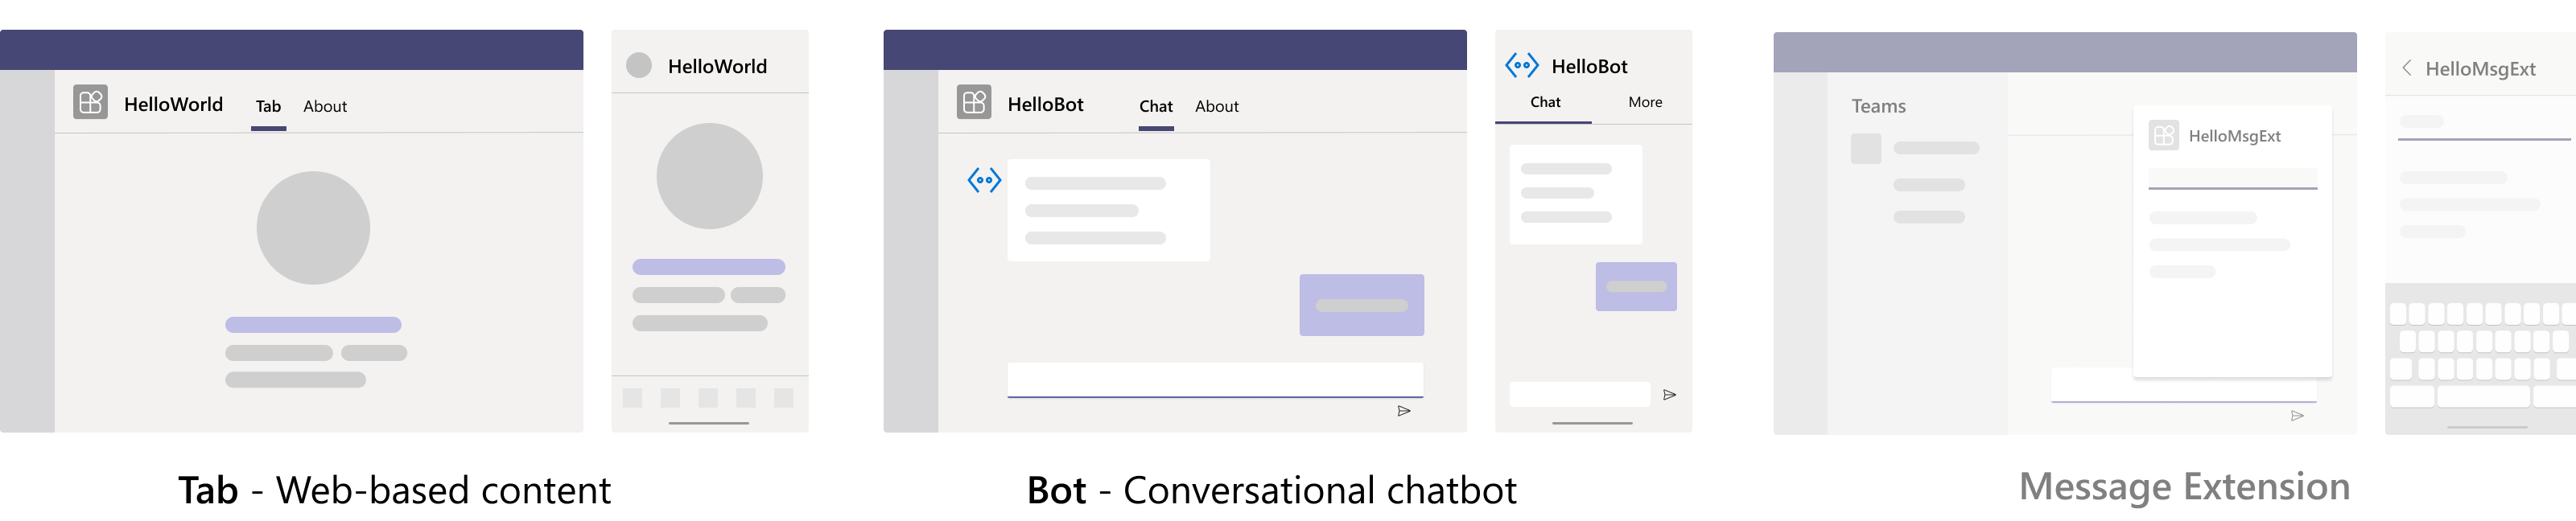 HelloWorld Tab About
HelloWorld
HelloBot Chat About
HelloBot
Chat More
Teams
HelloMsgExt
HelloMsgExt
Tab - Web-based content
Bot - Conversational chatbot
Message Extension